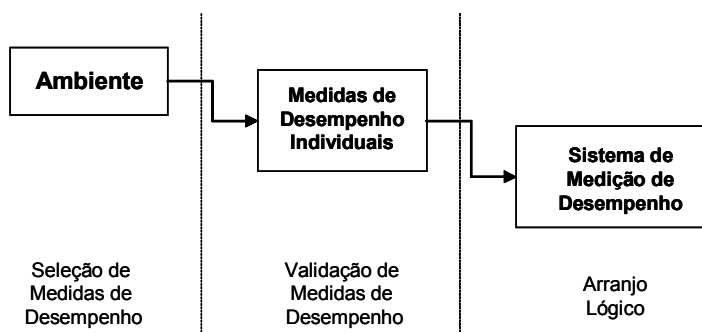 Ambiente
Medidas de
Desempenho
Individuais
Sistema de
Medição de
Desempenho
Seleção de
Medidas de
Desempenho
Validação de
Medidas de
Desempenho
Arranjo
Lógico